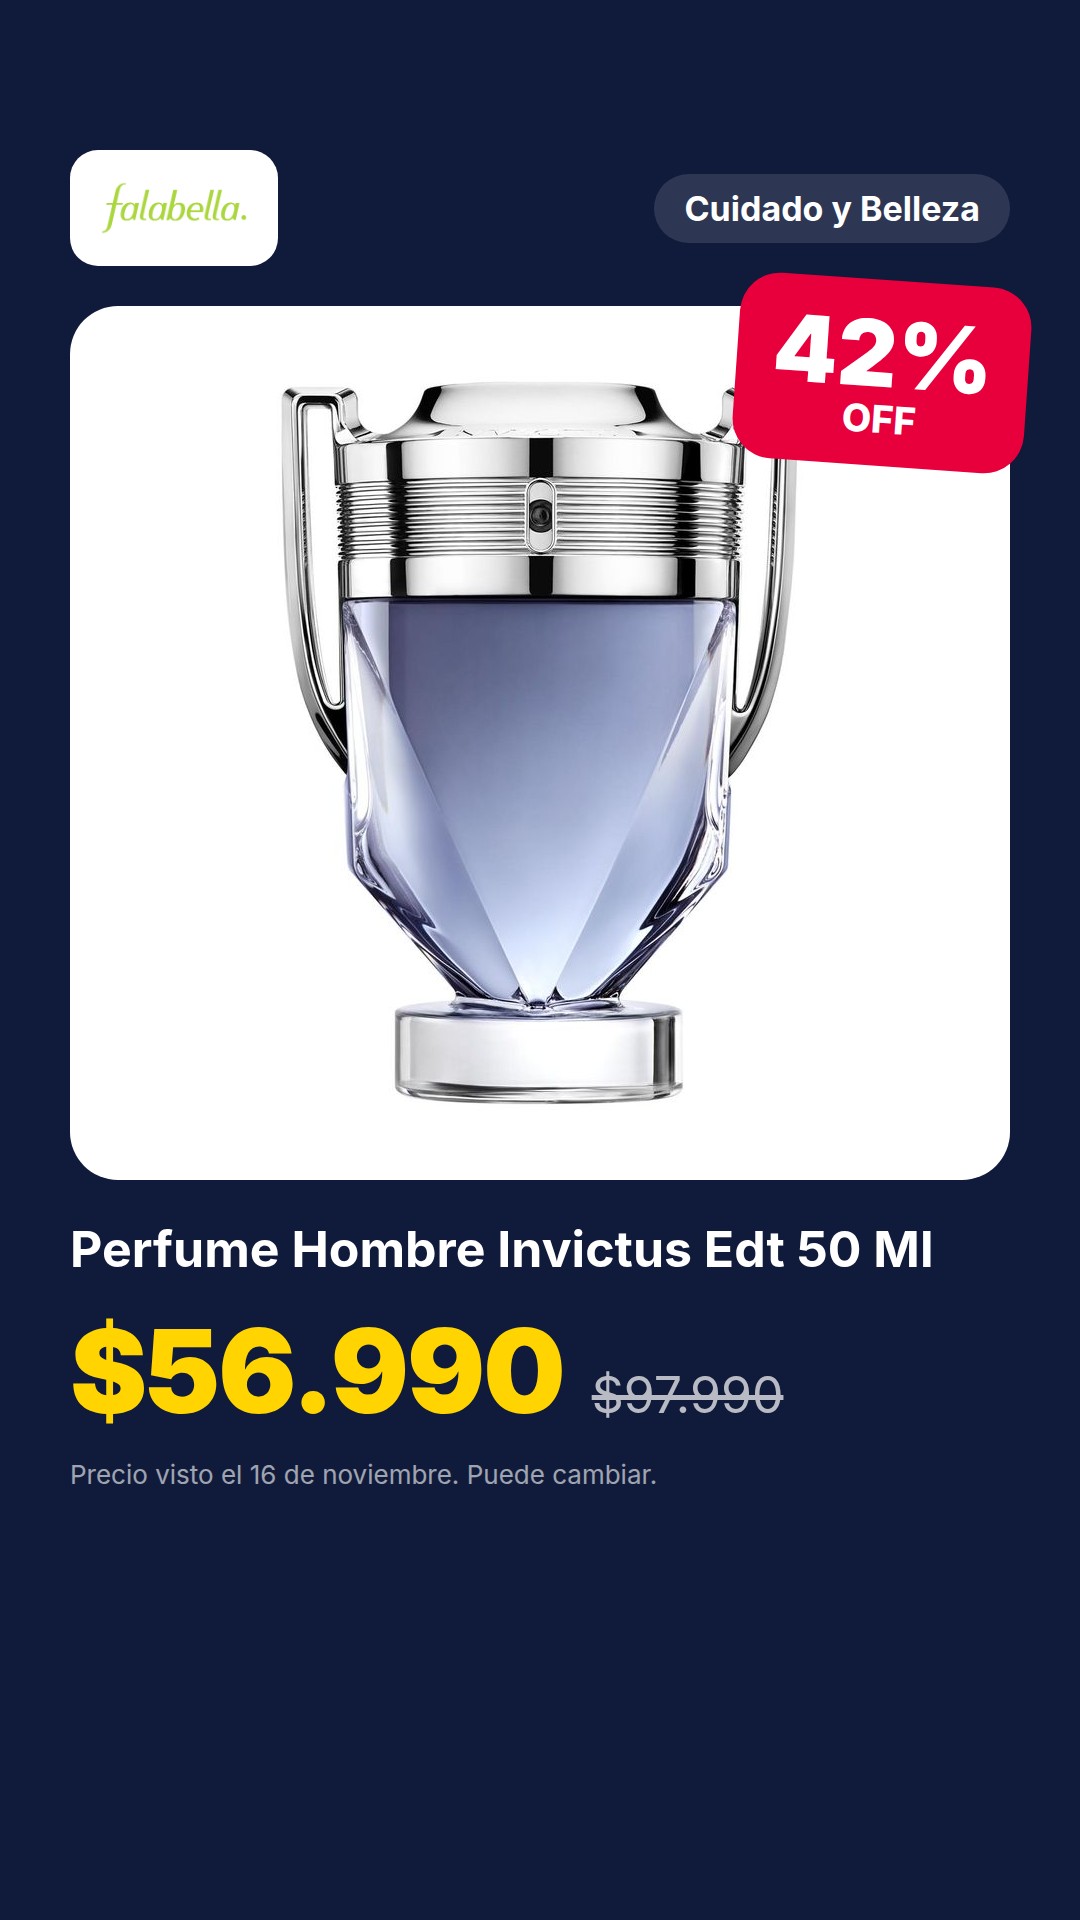 falabella.
Cuidado y Belleza
42%
OFF
Perfume Hombre Invictus Edt 50 Ml
$56.990 $97.990
Precio visto el 16 de noviembre. Puede cambiar.